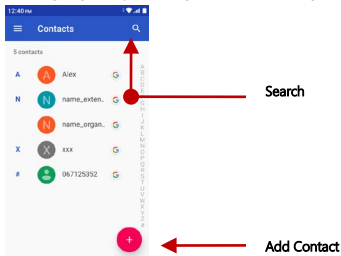 12:40 PM
Contacts
5 contacts
A
Alex
A
G
N
N
name_exten..
G
N
name_organ..
G
X
X
xxx
G
#
067125352
G
A
B
C
D
E
F
G
H
I
J
K
L
M
N
O
P
Q
R
S
T
U
V
W
X
Y
Z
#
+
Search
Add Contact